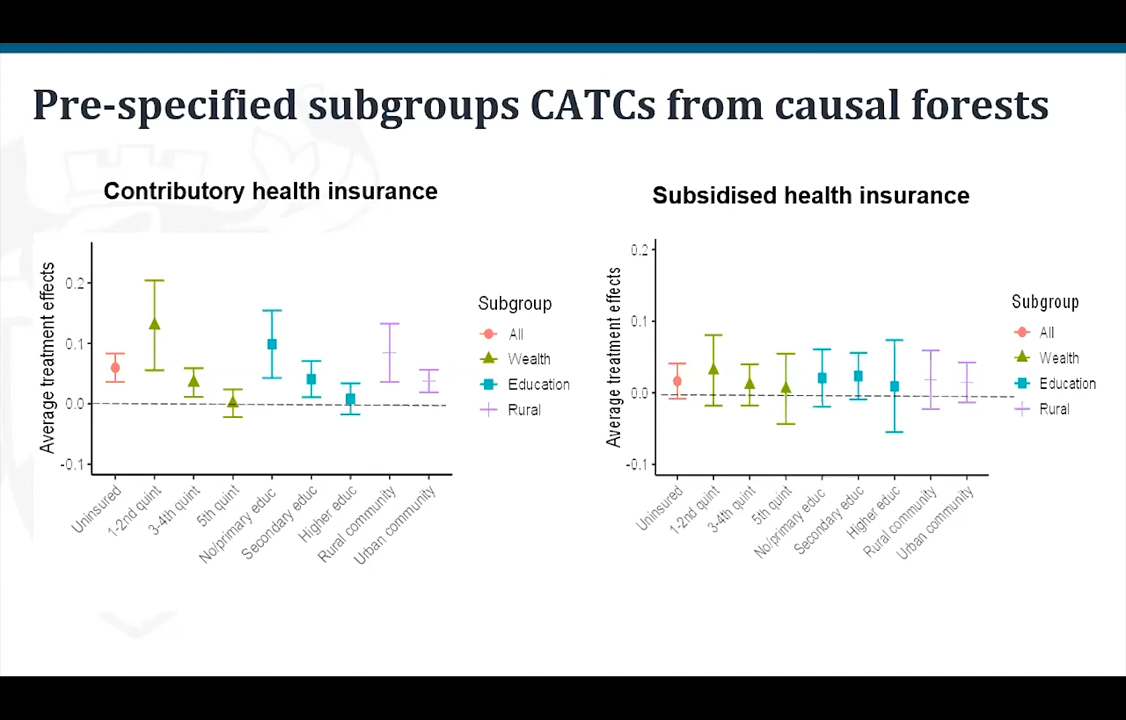 Pre-specified subgroups CATCs from causal forests
Contributory health insurance
Average treatment effects
0.2
0.1
0.0
-0.1
Uninsured
1-2nd quint
3-4th quint
5th quint
No/primary educ
Secondary educ
Higher educ
Rural community
Urban community
Subgroup
All
Wealth
Education
Rural
Subsidised health insurance
Average treatment effects
0.2
0.1
0.0
-0.1
Uninsured
1-2nd quint
3-4th quint
5th quint
No/primary educ
Secondary educ
Higher educ
Rural community
Urban community
Subgroup
All
Wealth
Education
Rural